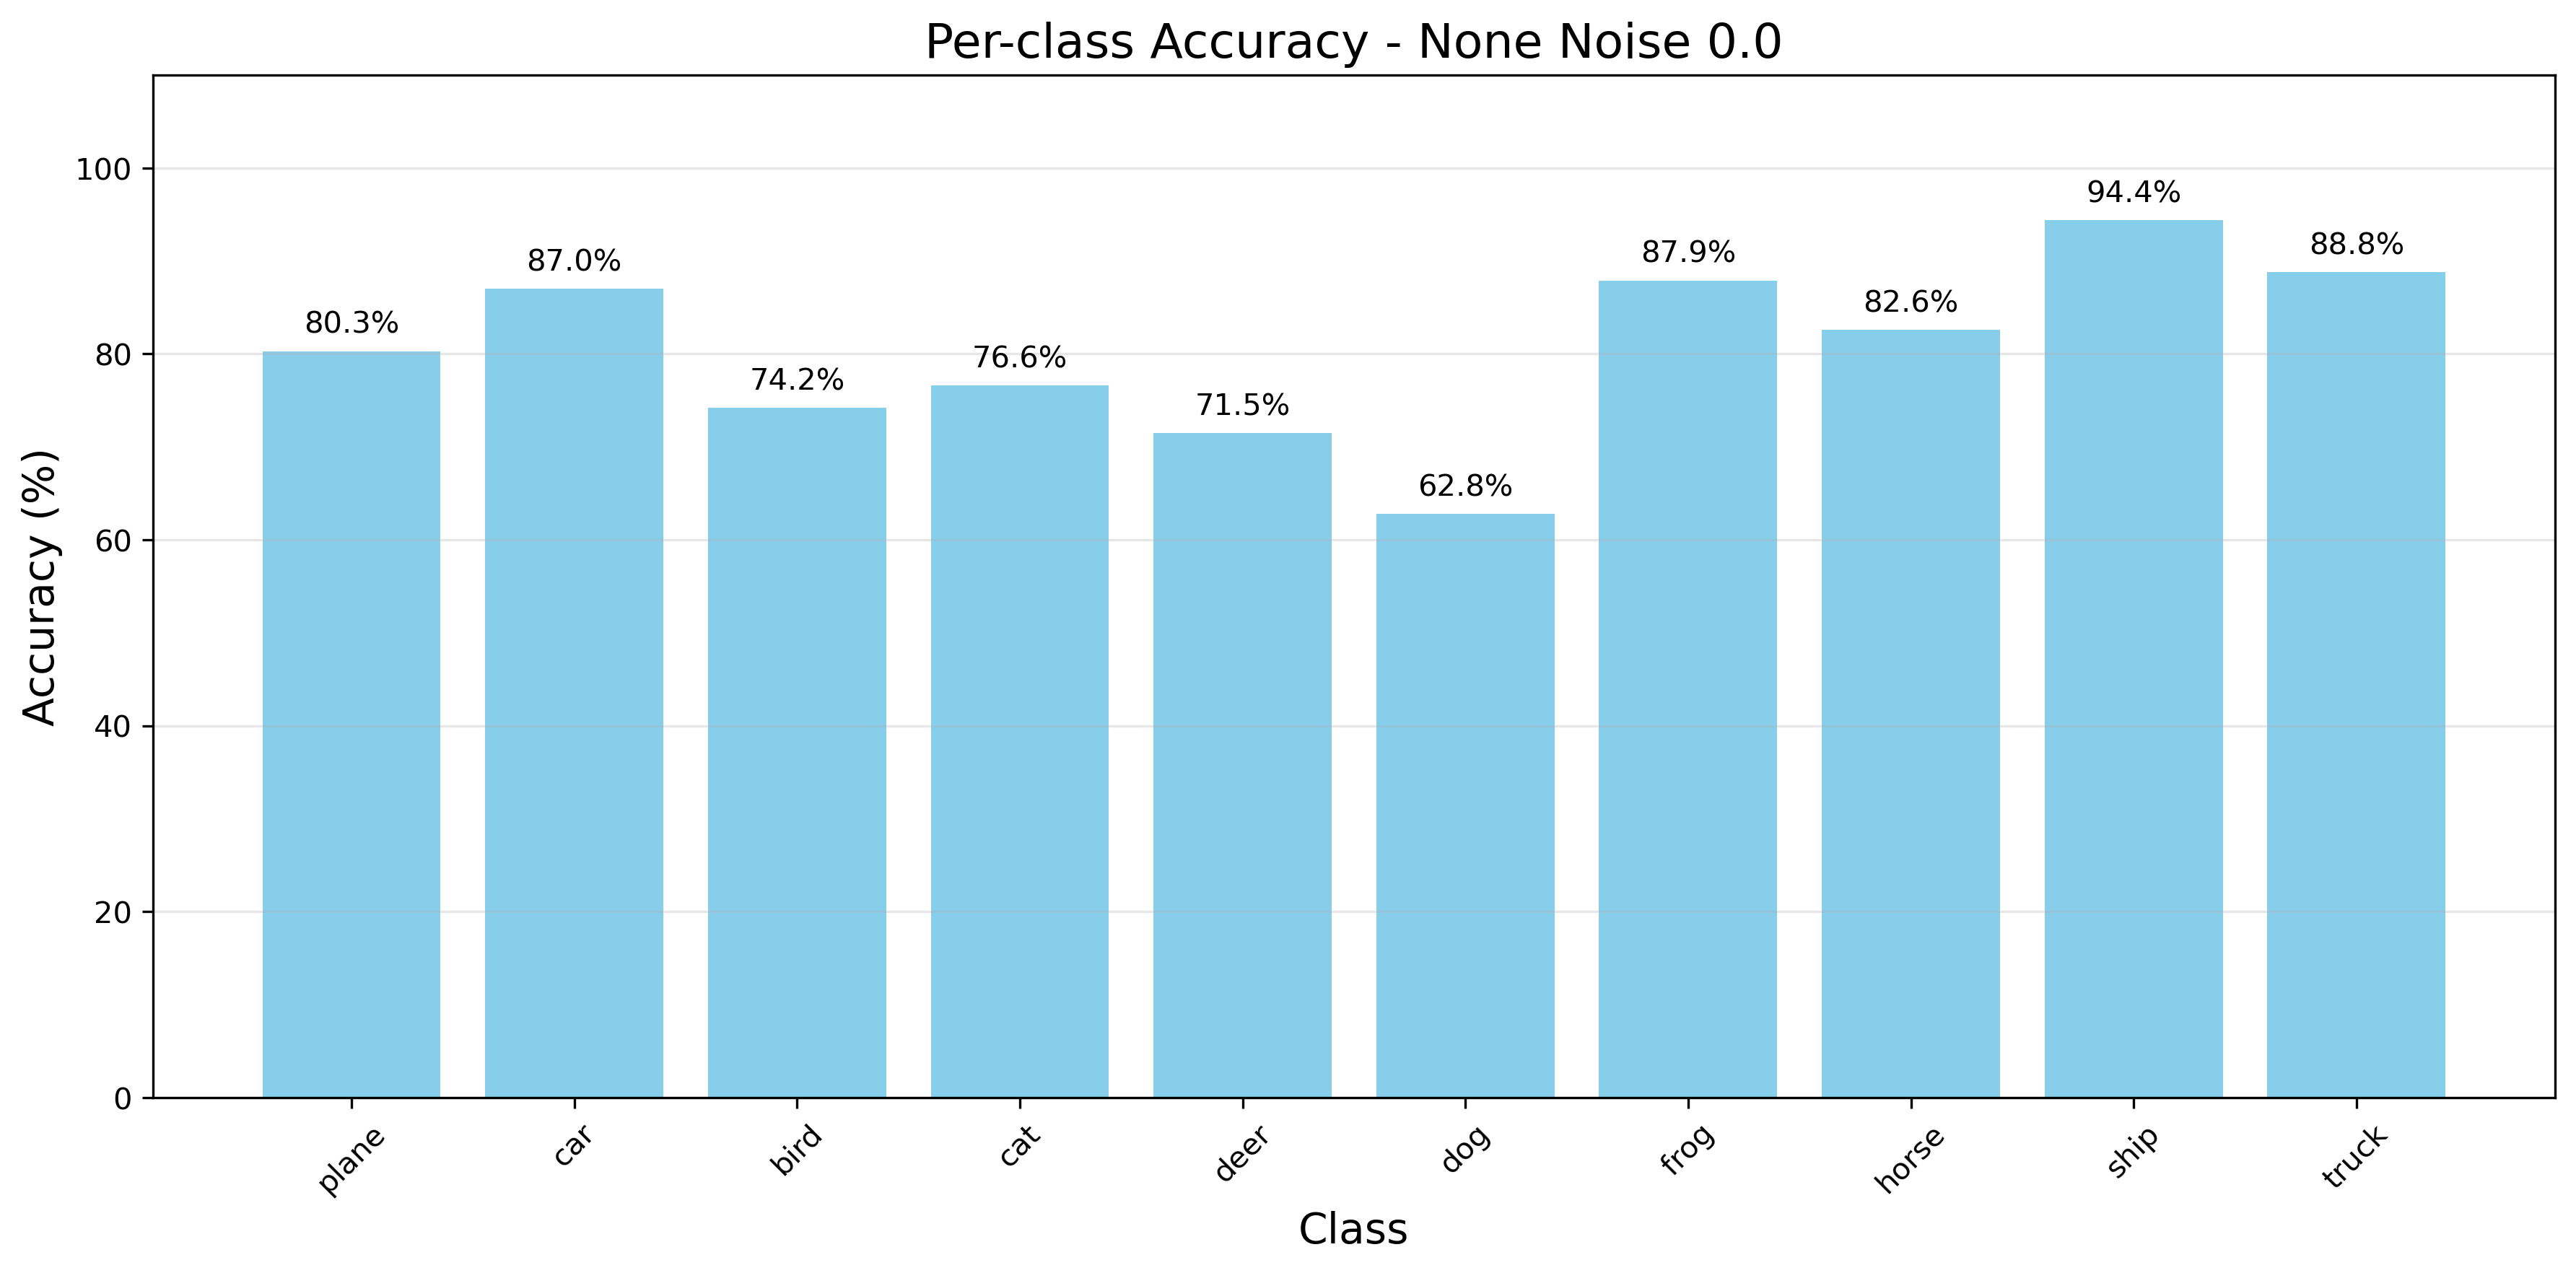 Per-class Accuracy - None Noise 0.0
Accuracy (%)
100
80
60
40
20
0
80.3%
87.0%
74.2%
76.6%
71.5%
62.8%
87.9%
82.6%
94.4%
88.8%
plane
car
bird
cat
deer
dog
frog
horse
ship
truck
Class